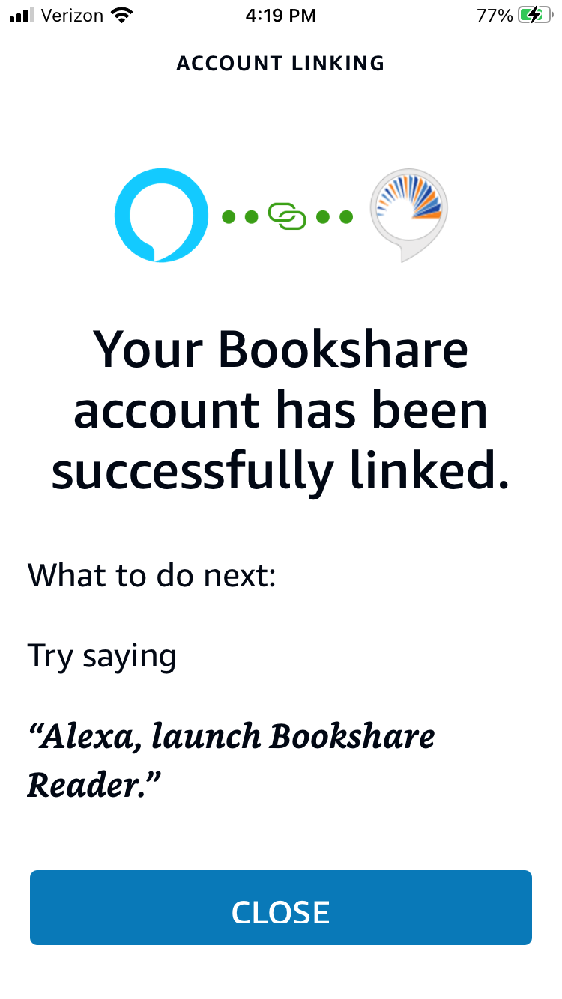 Verizon 4:19 PM 77%
ACCOUNT LINKING
Your Bookshare
account has been
successfully linked.
What to do next:
Try saying
“Alexa, launch Bookshare
Reader.”
CLOSE